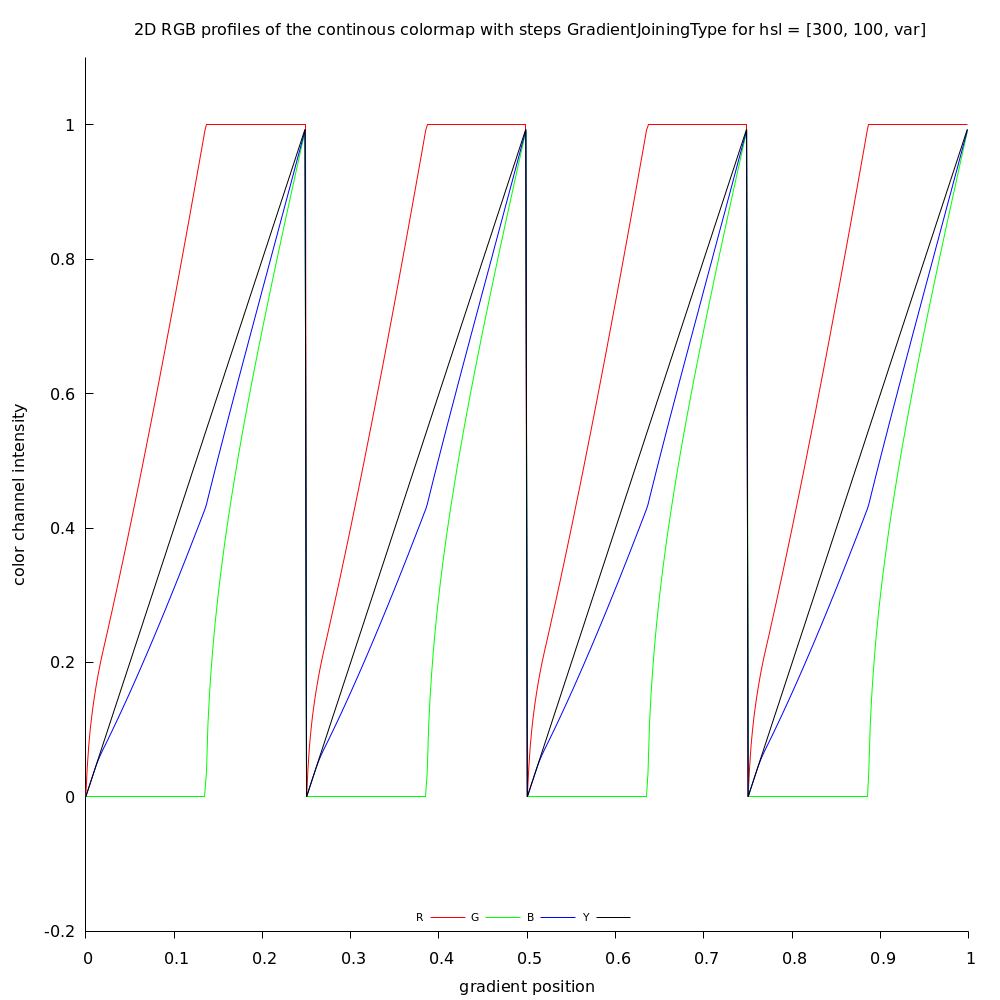 2D RGB profiles of the continous colormap with steps GradientJoiningType for hsl = [300, 100, var]
1
0.8
0.6
0.4
0.2
0
-0.2
color channel intensity
R G B Y
0 0.1 0.2 0.3 0.4 0.5 0.6 0.7 0.8 0.9 1
gradient position